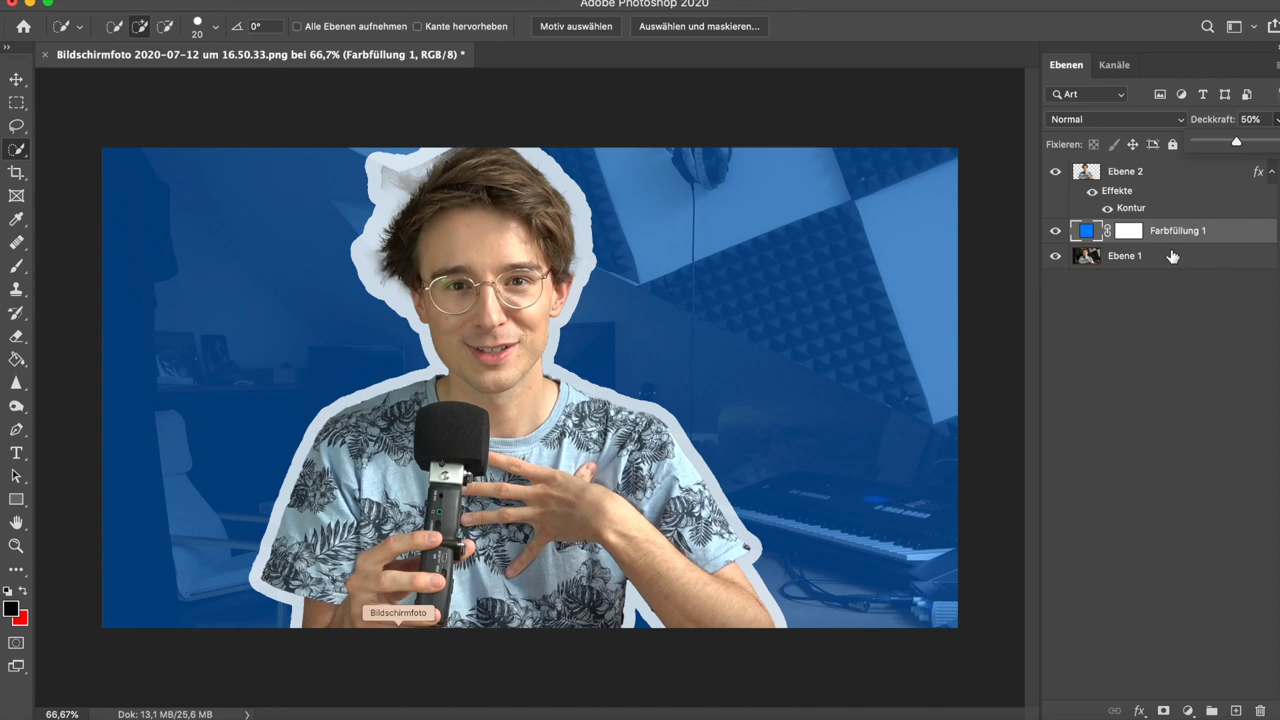 Adobe Photoshop 2020
20
0°
Alle Ebenen aufnehmen
Kante hervorheben
Motiv auswählen
Auswählen und maskieren...
Bildschirmfoto 2020-07-12 um 16.50.33.png bei 66,7% (Farbfüllung 1, RGB/8) *
Ebenen
Kanäle
Art
Normal
Deckkraft: 50%
Fixieren:
Ebene 2
fx
Effekte
Kontur
Farbfüllung 1
Ebene 1
Bildschirmfoto
66,67%
Dok: 13,1 MB/25,6 MB
fx